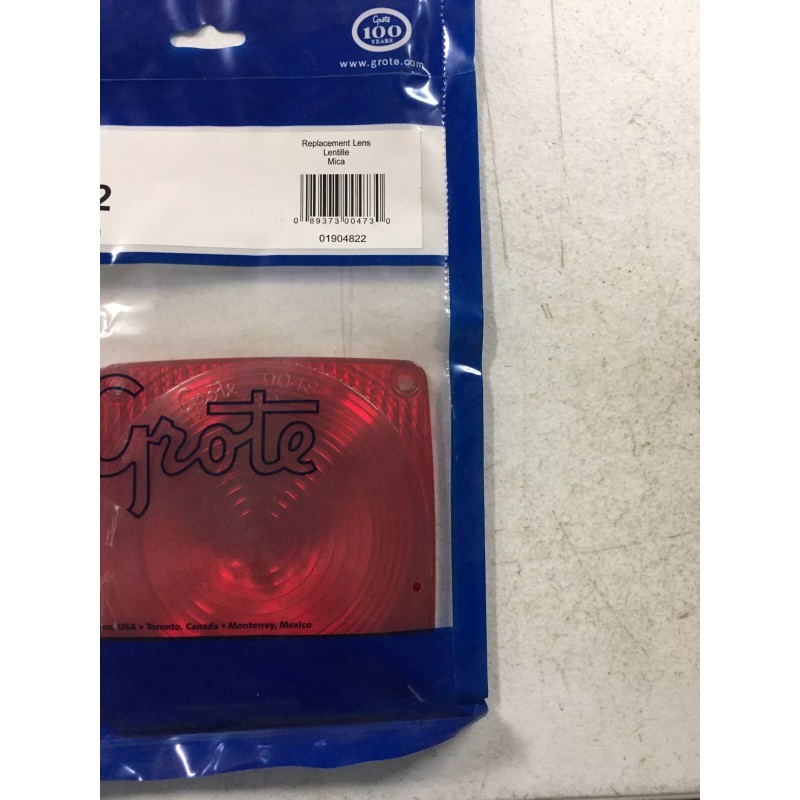 Grote
100
YEARS
www.grote.com
Replacement Lens
Lentille
Mica
2
0 89373 00473 0
01904822
Grote
Grote
USA • Toronto, Canada • Monterrey, Mexico